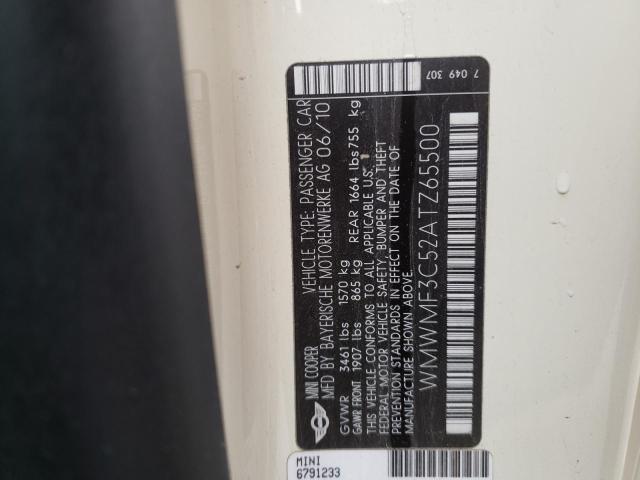 MINI COOPER
VEHICLE TYPE: PASSENGER CAR
MFD BY BAYERISCHE MOTORENWERKE AG 06/10
GVWR 3461 lbs 1570 kg
GAWR FRONT 1907 lbs 865 kg REAR 1664 lbs 755 kg
THIS VEHICLE CONFORMS TO ALL APPLICABLE U.S.
FEDERAL MOTOR VEHICLE SAFETY, BUMPER AND THEFT
PREVENTION STANDARDS IN EFFECT ON THE DATE OF
MANUFACTURE SHOWN ABOVE.
WMWMF3C52ATZ65500
7 049 307
MINI
6791233